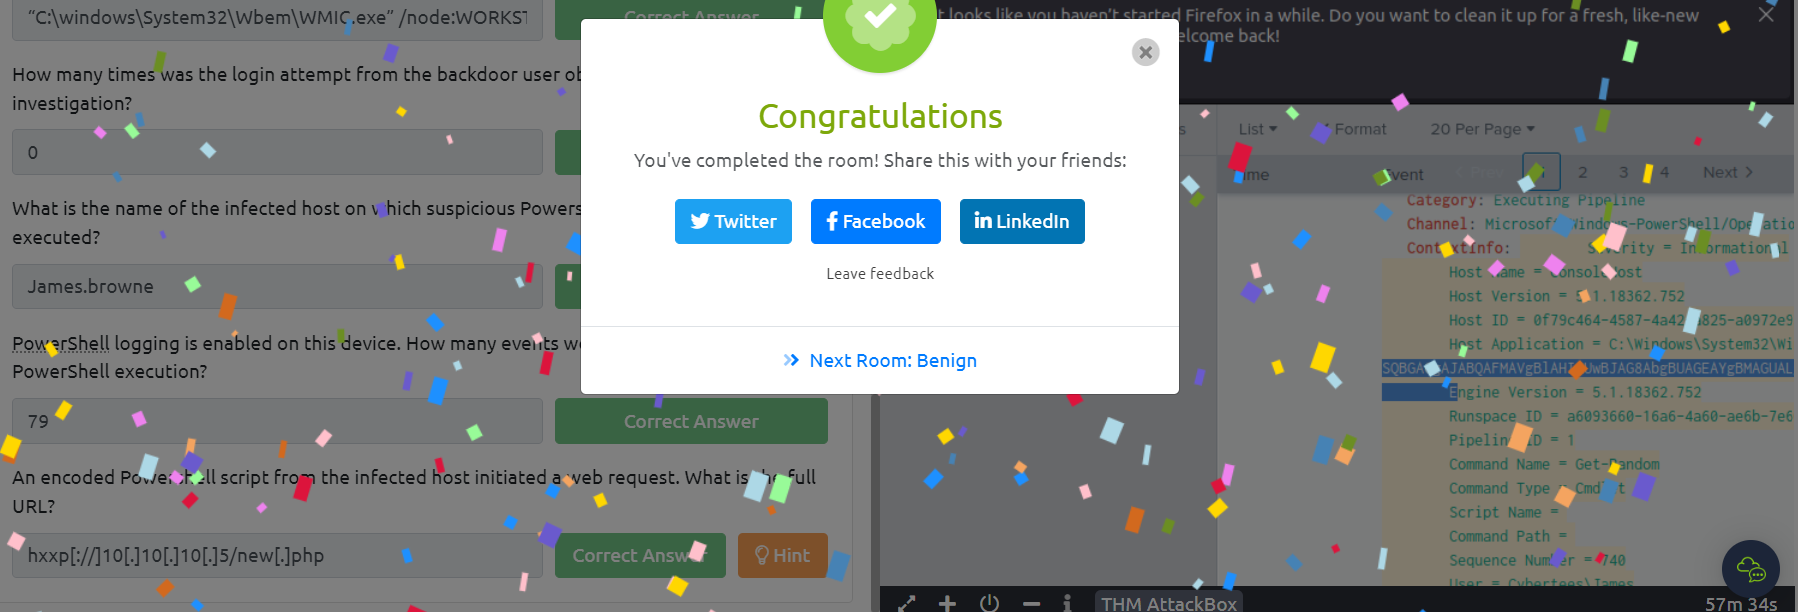 “C:\windows\System32\Wbem\WMIC.exe” /node:WORKST
Correct Answer
How many times was the login attempt from the backdoor user ob
investigation?
0
What is the name of the infected host on which suspicious Powers
executed?
James.browne
PowerShell logging is enabled on this device. How many events we
PowerShell execution?
79
Correct Answer
An encoded Powershell script from the infected host initiated a web request. What is the full
URL?
hxxp[://]10[.]10[.]10[.]5/new[.]php
Correct Answer
Hint
Congratulations
You've completed the room! Share this with your friends:
Twitter
Facebook
LinkedIn
Leave feedback
Next Room: Benign
t looks like you haven’t started Firefox in a while. Do you want to clean it up for a fresh, like-new
elcome back!
s
List
Format
20 Per Page
Event
< Prev
1
2
3
4
Next >
Category: Executing Pipeline
Channel: Microsoft-Windows-PowerShell/Operatio
ContextInfo: Severity = Informational
Host Name = ConsoleHost
Host Version = 5.1.18362.752
Host ID =
Host Application = C:\Windows\System32\Wi
Engine Version = 5.1.18362.752
Runspace ID = a6093660-16a6-4a60-ae6b-7e6
Pipeline ID = 1
Command Name = Get-Random
Command Type = Cmdlet
Script Name =
Command Path =
Sequence Number = 740
User = Cybertees\James
THM AttackBox
57m 34s